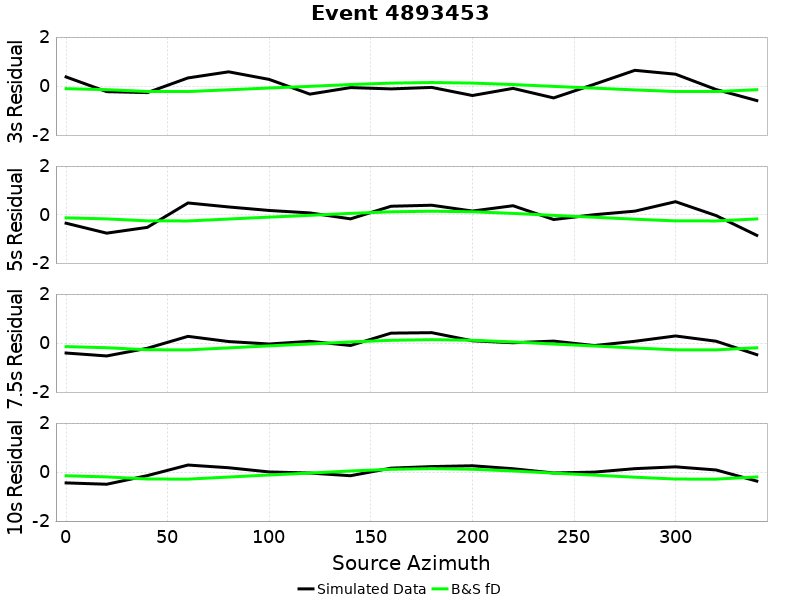 Event 4893453
3s Residual
2
0
-2
5s Residual
2
0
-2
7.5s Residual
2
0
-2
10s Residual
2
0
-2
0 50 100 150 200 250 300
Source Azimuth
Simulated Data B&S fD